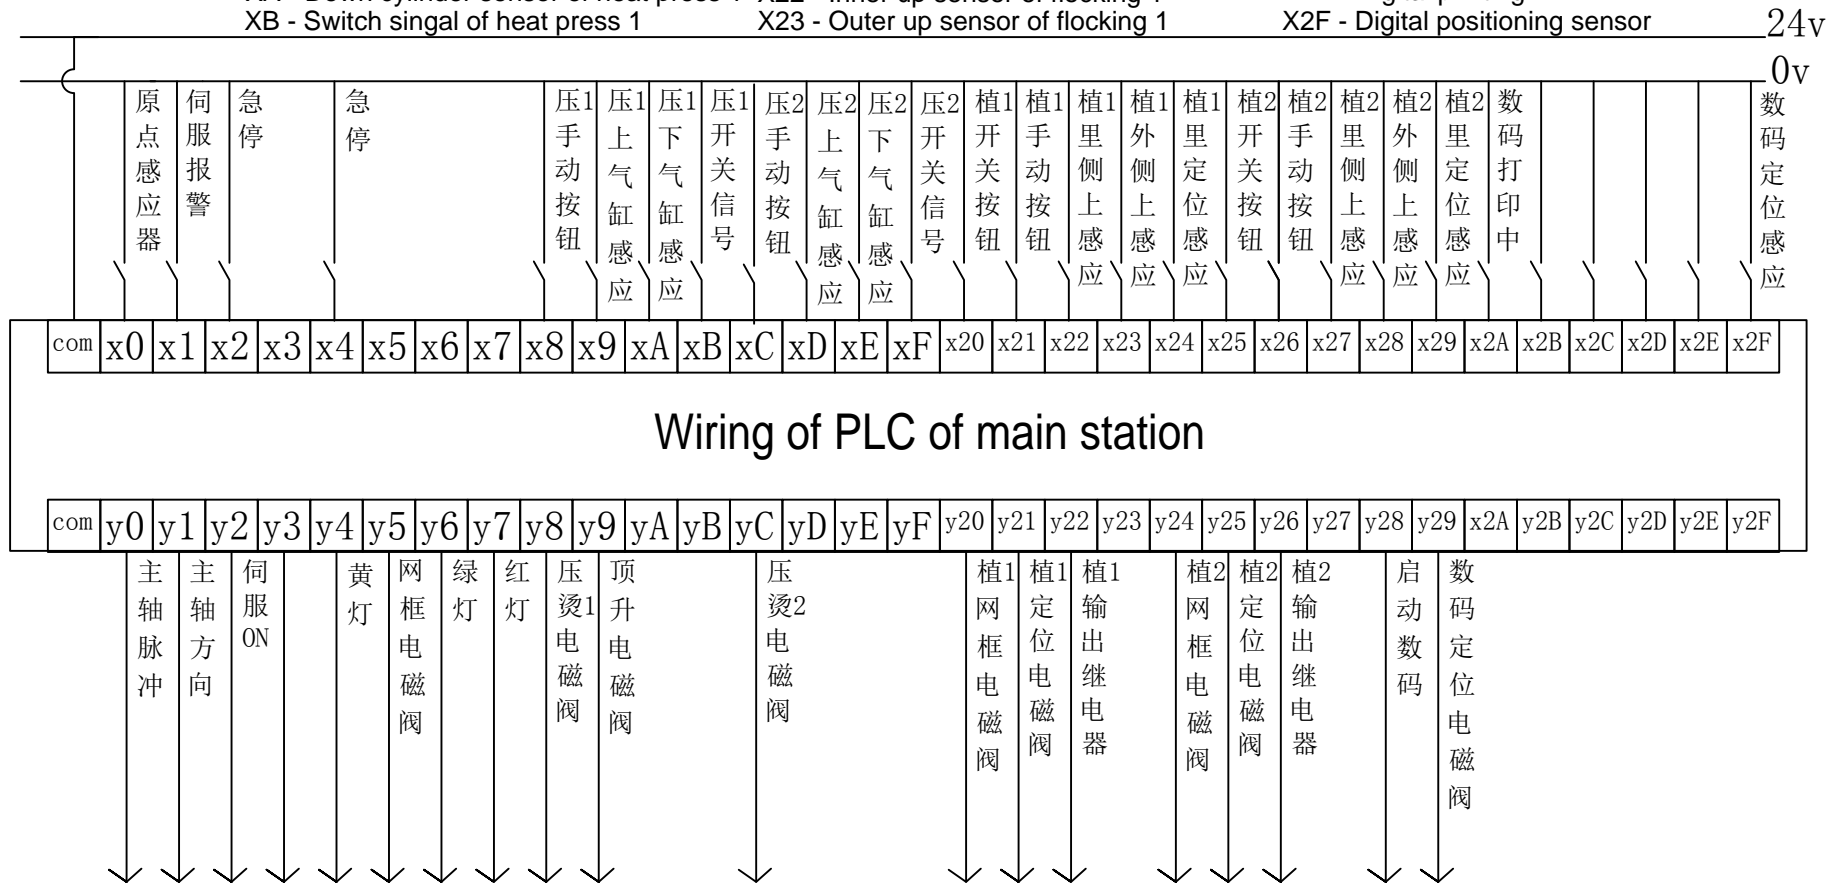 XB - Switch singal of heat press 1
X23 - Outer up sensor of flocking 1
X2F - Digital positioning sensor
24v
0v
原点感应器
伺服报警
急停
急停
压1手动按钮
压1上气缸感应
压1下气缸感应
压1开关信号
压2手动按钮
压2上气缸感应
压2下气缸感应
压2开关信号
植1开关按钮
植1手动按钮
植1里侧上感应
植1外侧上感应
植1里定位感应
植2开关按钮
植2手动按钮
植2里侧上感应
植2外侧上感应
植2里定位感应
数码打印中
数码定位感应
com x0 x1 x2 x3 x4 x5 x6 x7 x8 x9 xA xB xC xD xE xF x20 x21 x22 x23 x24 x25 x26 x27 x28 x29 x2A x2B x2C x2D x2E x2F
Wiring of PLC of main station
com y0 y1 y2 y3 y4 y5 y6 y7 y8 y9 yA yB yC yD yE yF y20 y21 y22 y23 y24 y25 y26 y27 y28 y29 x2A y2B y2C y2D y2E y2F
主轴脉冲
主轴方向
伺服ON
黄灯
网框电磁阀
绿灯
红灯
压烫1电磁阀
顶升电磁阀
压烫2电磁阀
植1网框电磁阀
植1定位电磁阀
植1输出继电器
植2网框电磁阀
植2定位电磁阀
植2输出继电器
启动数码
数码定位电磁阀